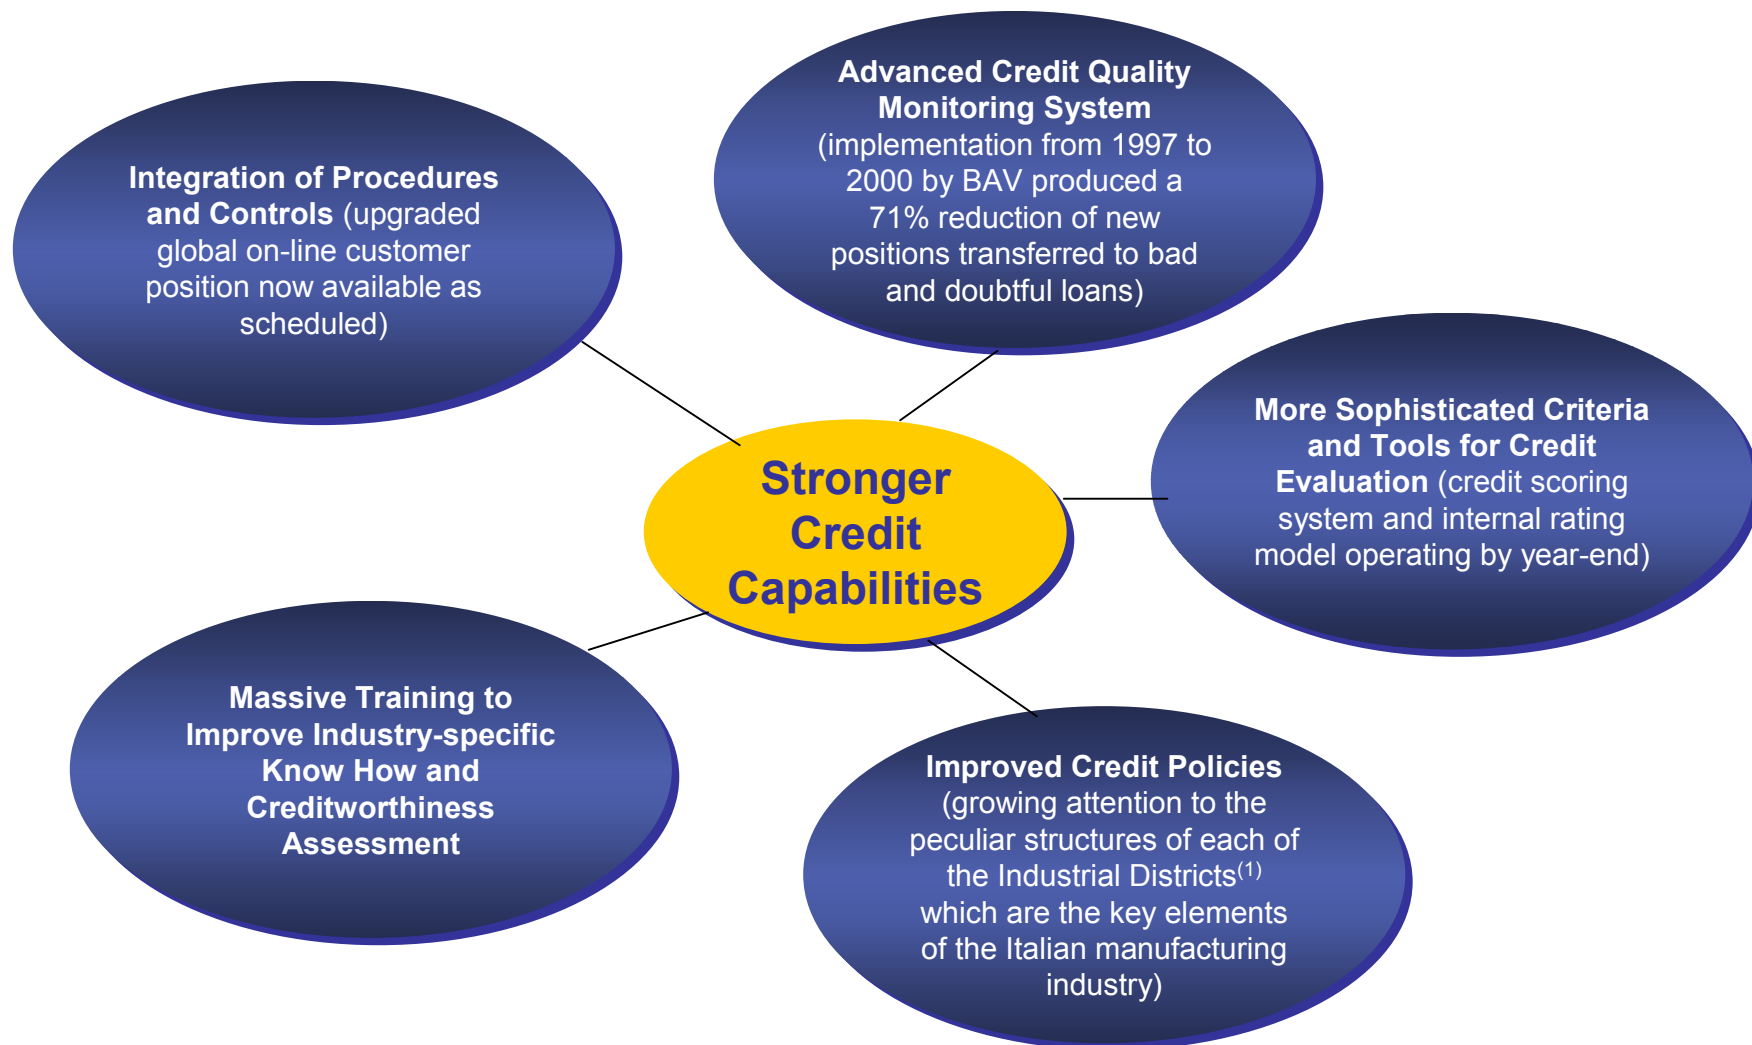 Advanced Credit Quality
Monitoring System
(implementation from 1997 to
2000 by BAV produced a
71% reduction of new
positions transferred to bad
and doubtful loans)
Integration of Procedures
and Controls (upgraded
global on-line customer
position now available as
scheduled)
More Sophisticated Criteria
and Tools for Credit
Evaluation (credit scoring
system and internal rating
model operating by year-end)
Stronger
Credit
Capabilities
Massive Training to
Improve Industry-specific
Know How and
Creditworthiness
Assessment
Improved Credit Policies
(growing attention to the
peculiar structures of each of
the Industrial Districts(1)
which are the key elements
of the Italian manufacturing
industry)